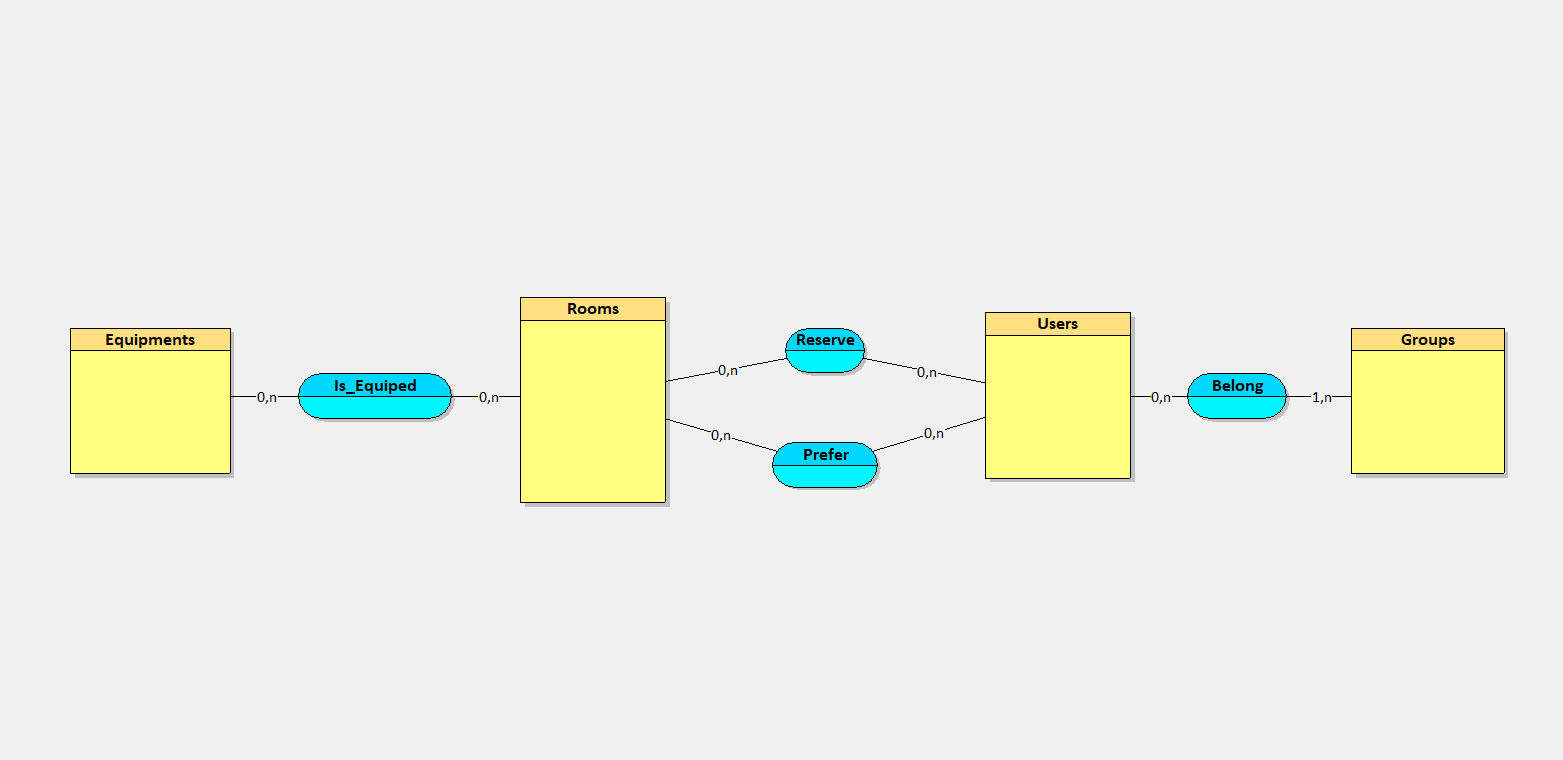 Equipments
0,n
Is_Equiped
0,n
Rooms
0,n
Reserve
0,n
0,n
Prefer
0,n
Users
0,n
Belong
1,n
Groups